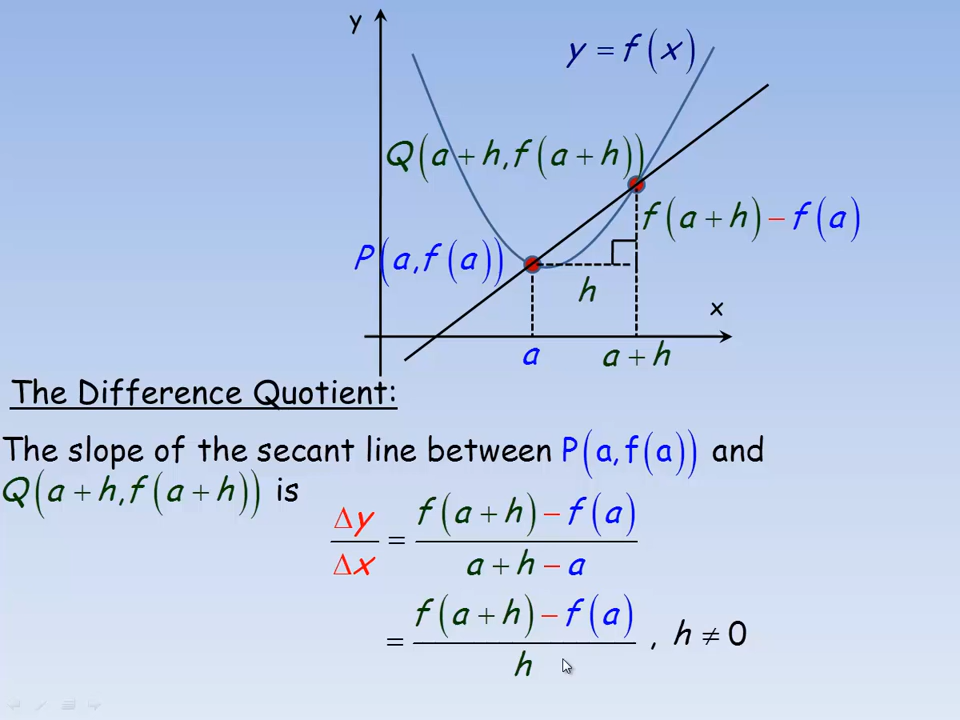 y
y = f(x)
Q(a + h, f(a + h))
f(a + h) − f(a)
P(a, f(a))
h
x
a
a + h
The Difference Quotient:
The slope of the secant line between P(a, f(a)) and
Q(a + h, f(a + h)) is
Δy/Δx = (f(a + h) − f(a))/(a + h − a)
= (f(a + h) − f(a))/h , h ≠ 0